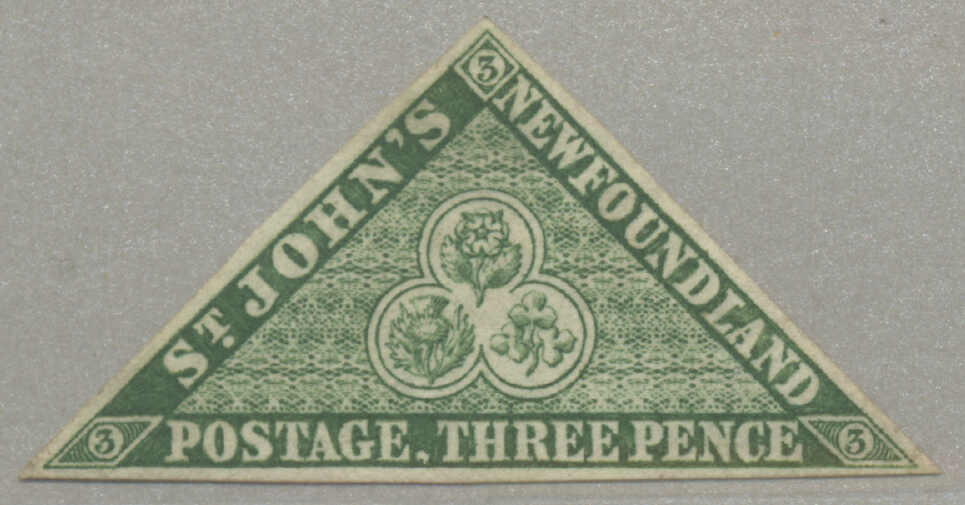 3
ST. JOHN'S
NEWFOUNDLAND
3
POSTAGE. THREE PENCE
3